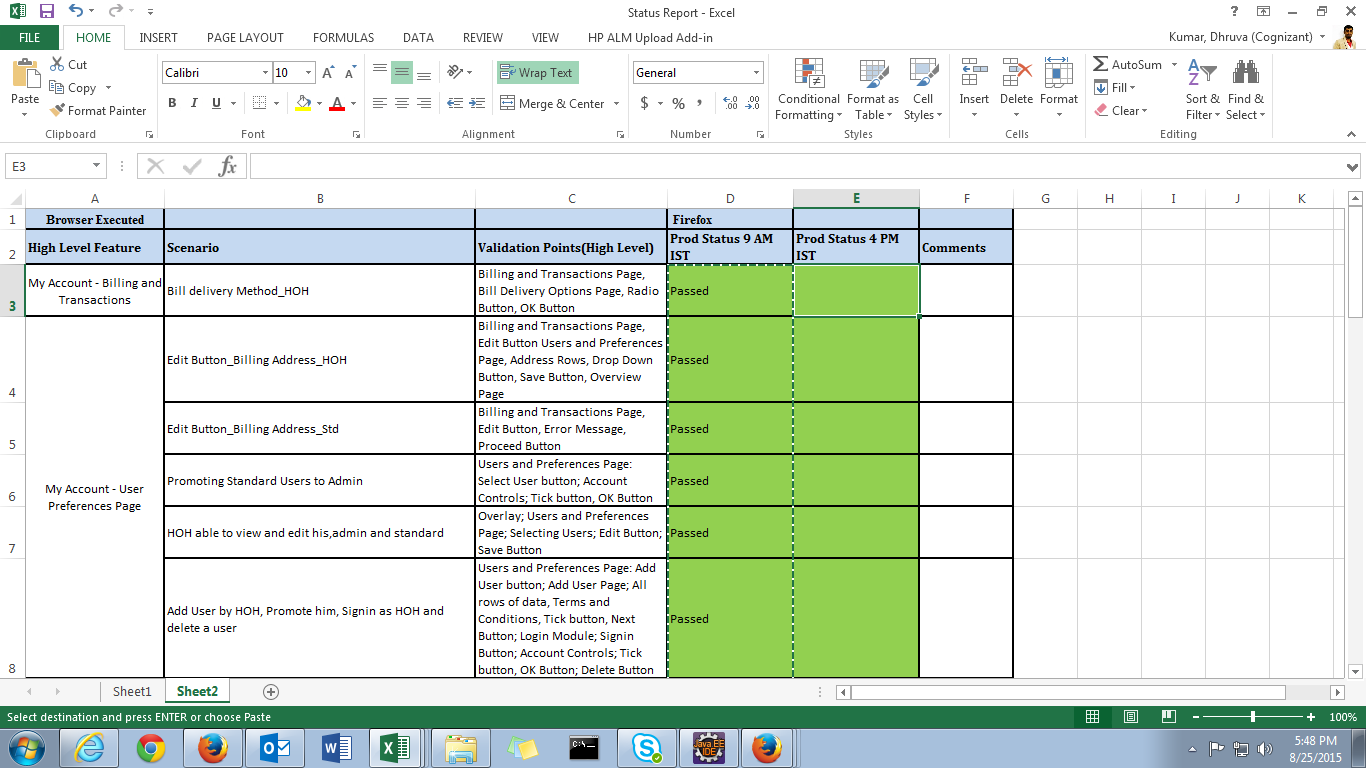 Status Report - Excel
FILE HOME INSERT PAGE LAYOUT FORMULAS DATA REVIEW VIEW HP ALM Upload Add-in
Kumar, Dhruva (Cognizant)
Cut
Copy
Format Painter
Paste
Clipboard
Calibri 10
B I U
Font
Wrap Text
Merge & Center
Alignment
General
$ % ,
Number
Conditional Formatting
Format as Table
Cell Styles
Styles
Insert Delete Format
Cells
AutoSum
Fill
Clear
Sort & Filter
Find & Select
Editing
E3
fx
A B C D E F G H I J K
1 Browser Executed Firefox
2 High Level Feature Scenario Validation Points(High Level) Prod Status 9 AM IST Prod Status 4 PM IST Comments
3
My Account - Billing and
Transactions
Bill delivery Method_HOH
Billing and Transactions Page,
Bill Delivery Options Page, Radio
Button, OK Button
Passed
4
My Account - User
Preferences Page
Edit Button_Billing Address_HOH
Billing and Transactions Page,
Edit Button Users and Preferences
Page, Address Rows, Drop Down
Button, Save Button, Overview
Page
Passed
5
Edit Button_Billing Address_Std
Billing and Transactions Page,
Edit Button, Error Message,
Proceed Button
Passed
6
Promoting Standard Users to Admin
Users and Preferences Page:
Select User button; Account
Controls; Tick button, OK Button
Passed
7
HOH able to view and edit his,admin and standard
Overlay; Users and Preferences
Page; Selecting Users; Edit Button;
Save Button
Passed
8
Add User by HOH, Promote him, Signin as HOH and
delete a user
Users and Preferences Page: Add
User button; Add User Page; All
rows of data, Terms and
Conditions, Tick button, Next
Button; Login Module; Signin
Button; Account Controls; Tick
button, OK Button; Delete Button
Passed
Sheet1 Sheet2
Select destination and press ENTER or choose Paste
100%
5:48 PM
8/25/2015